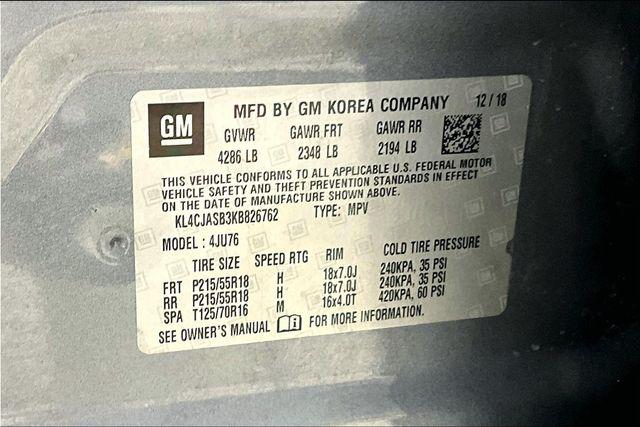 GM
MFD BY GM KOREA COMPANY 12/18
GVWR GAWR FRT GAWR RR
4286 LB 2348 LB 2194 LB
THIS VEHICLE CONFORMS TO ALL APPLICABLE U.S. FEDERAL MOTOR
VEHICLE SAFETY AND THEFT PREVENTION STANDARDS IN EFFECT
ON THE DATE OF MANUFACTURE SHOWN ABOVE.
KL4CJASB3KB826762 TYPE: MPV
MODEL: 4JU76
TIRE SIZE SPEED RTG RIM COLD TIRE PRESSURE
FRT P215/55R18 H 18x7.0J 240KPA, 35 PSI
RR P215/55R18 H 18x7.0J 240KPA, 35 PSI
SPA T125/70R16 M 16x4.0T 420KPA, 60 PSI
SEE OWNER'S MANUAL FOR MORE INFORMATION.